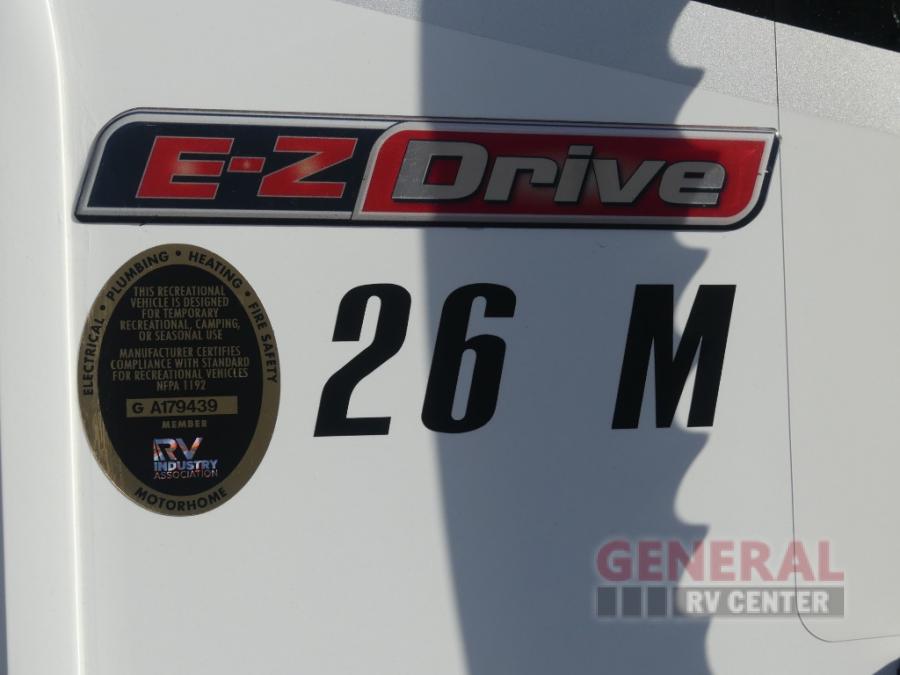 E-Z Drive
26 M
ELECTRICAL • PLUMBING • HEATING • FIRE SAFETY
THIS RECREATIONAL
VEHICLE IS DESIGNED
FOR TEMPORARY
RECREATIONAL, CAMPING,
OR SEASONAL USE
MANUFACTURER CERTIFIES
COMPLIANCE WITH STANDARD
FOR RECREATIONAL VEHICLES
NFPA 1192
G A179439
MEMBER
RV
INDUSTRY
ASSOCIATION
MOTORHOME
GENERAL
RV CENTER